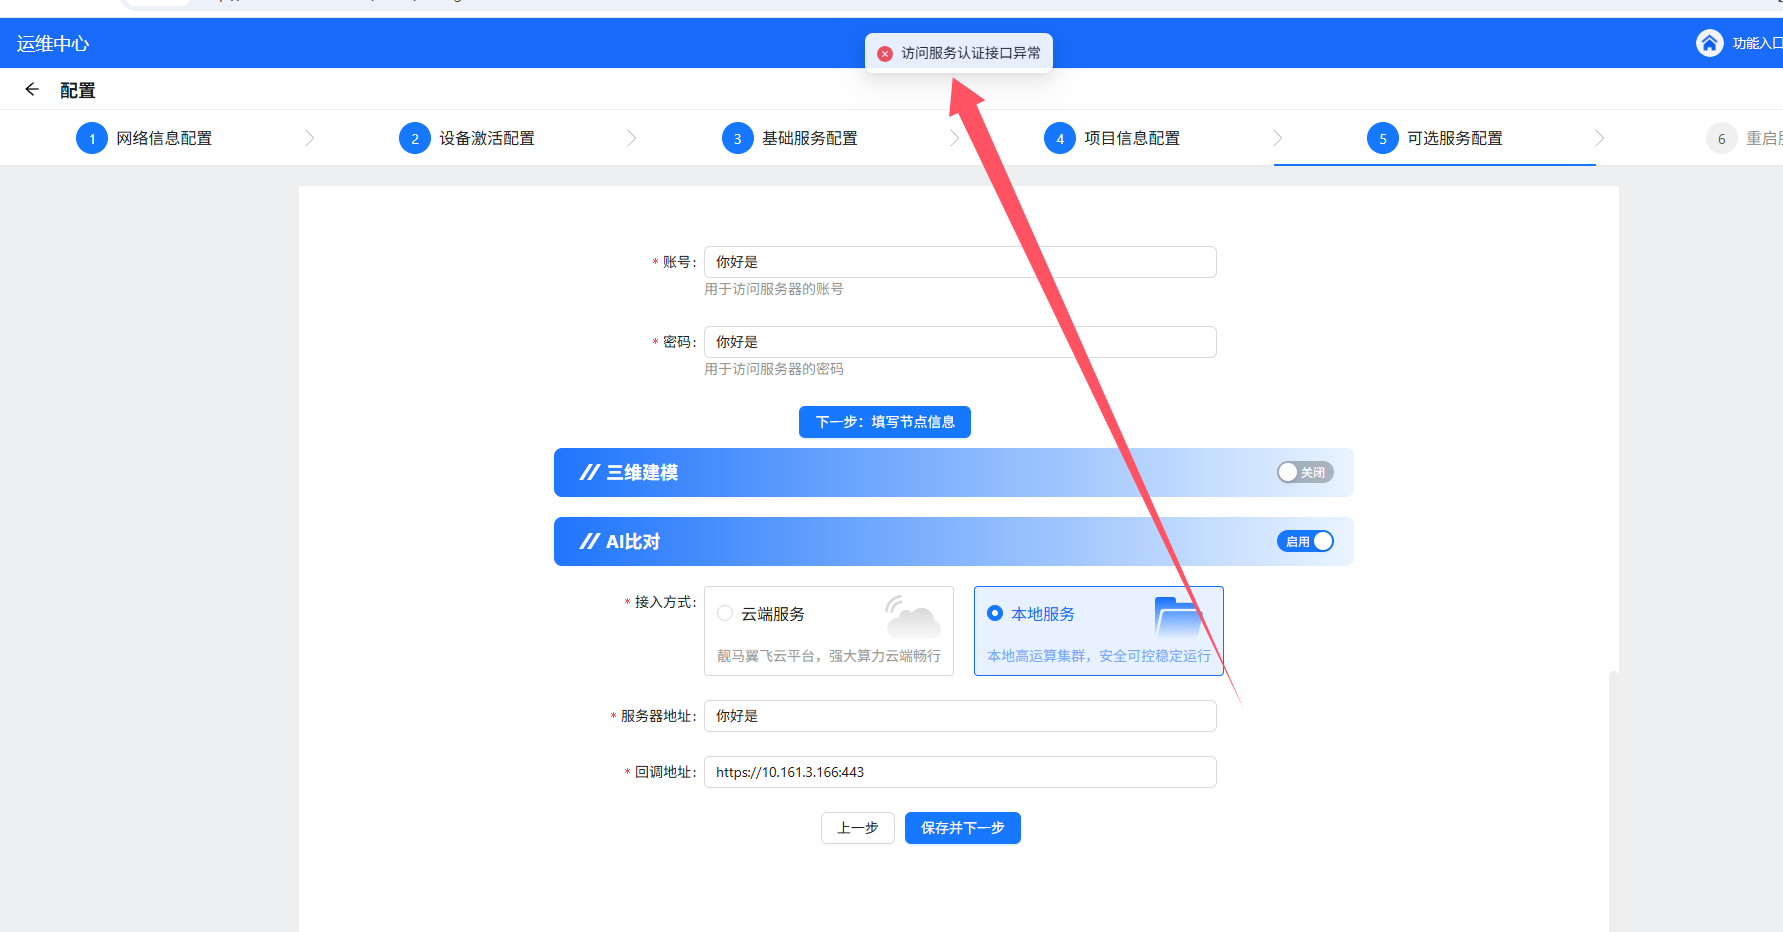 运维中心
访问服务认证接口异常
功能入口
配置
1 网络信息配置
2 设备激活配置
3 基础服务配置
4 项目信息配置
5 可选服务配置
6 重启
* 账号:
你好是
用于访问服务器的账号
* 密码:
你好是
用于访问服务器的密码
下一步：填写节点信息
// 三维建模
关闭
// AI比对
启用
* 接入方式:
云端服务
靓马翼飞云平台，强大算力云端畅行
本地服务
本地高运算集群，安全可控稳定运行
* 服务器地址:
你好是
* 回调地址:
https://10.161.3.166:443
上一步
保存并下一步